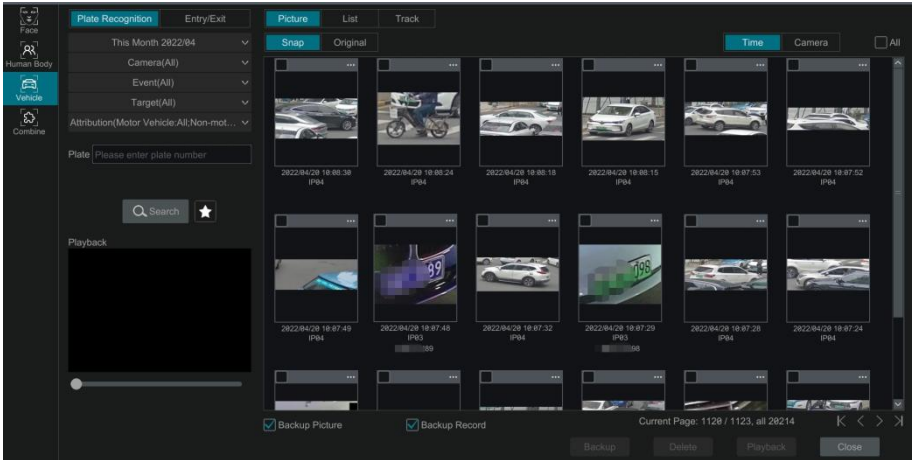 Face
Human Body
Vehicle
Combine
Plate Recognition
Entry/Exit
This Month 2022/04
Camera(All)
Event(All)
Target(All)
Attribution(Motor Vehicle:All;Non-mot...
Plate Please enter plate number
Search
Playback
Picture
List
Track
Snap
Original
Time
Camera
All
2022/04/20 10:08:30
IP04
2022/04/20 10:08:24
IP04
2022/04/20 10:08:18
IP04
2022/04/20 10:08:15
IP04
2022/04/20 10:07:53
IP04
2022/04/20 10:07:52
IP04
2022/04/20 10:07:49
IP04
89
2022/04/20 10:07:48
IP03
89
2022/04/20 10:07:32
IP04
098
2022/04/20 10:07:29
IP03
98
2022/04/20 10:07:28
IP04
2022/04/20 10:07:24
IP04
Backup Picture
Backup Record
Current Page: 1120 / 1123, all 20214
Backup
Delete
Playback
Close